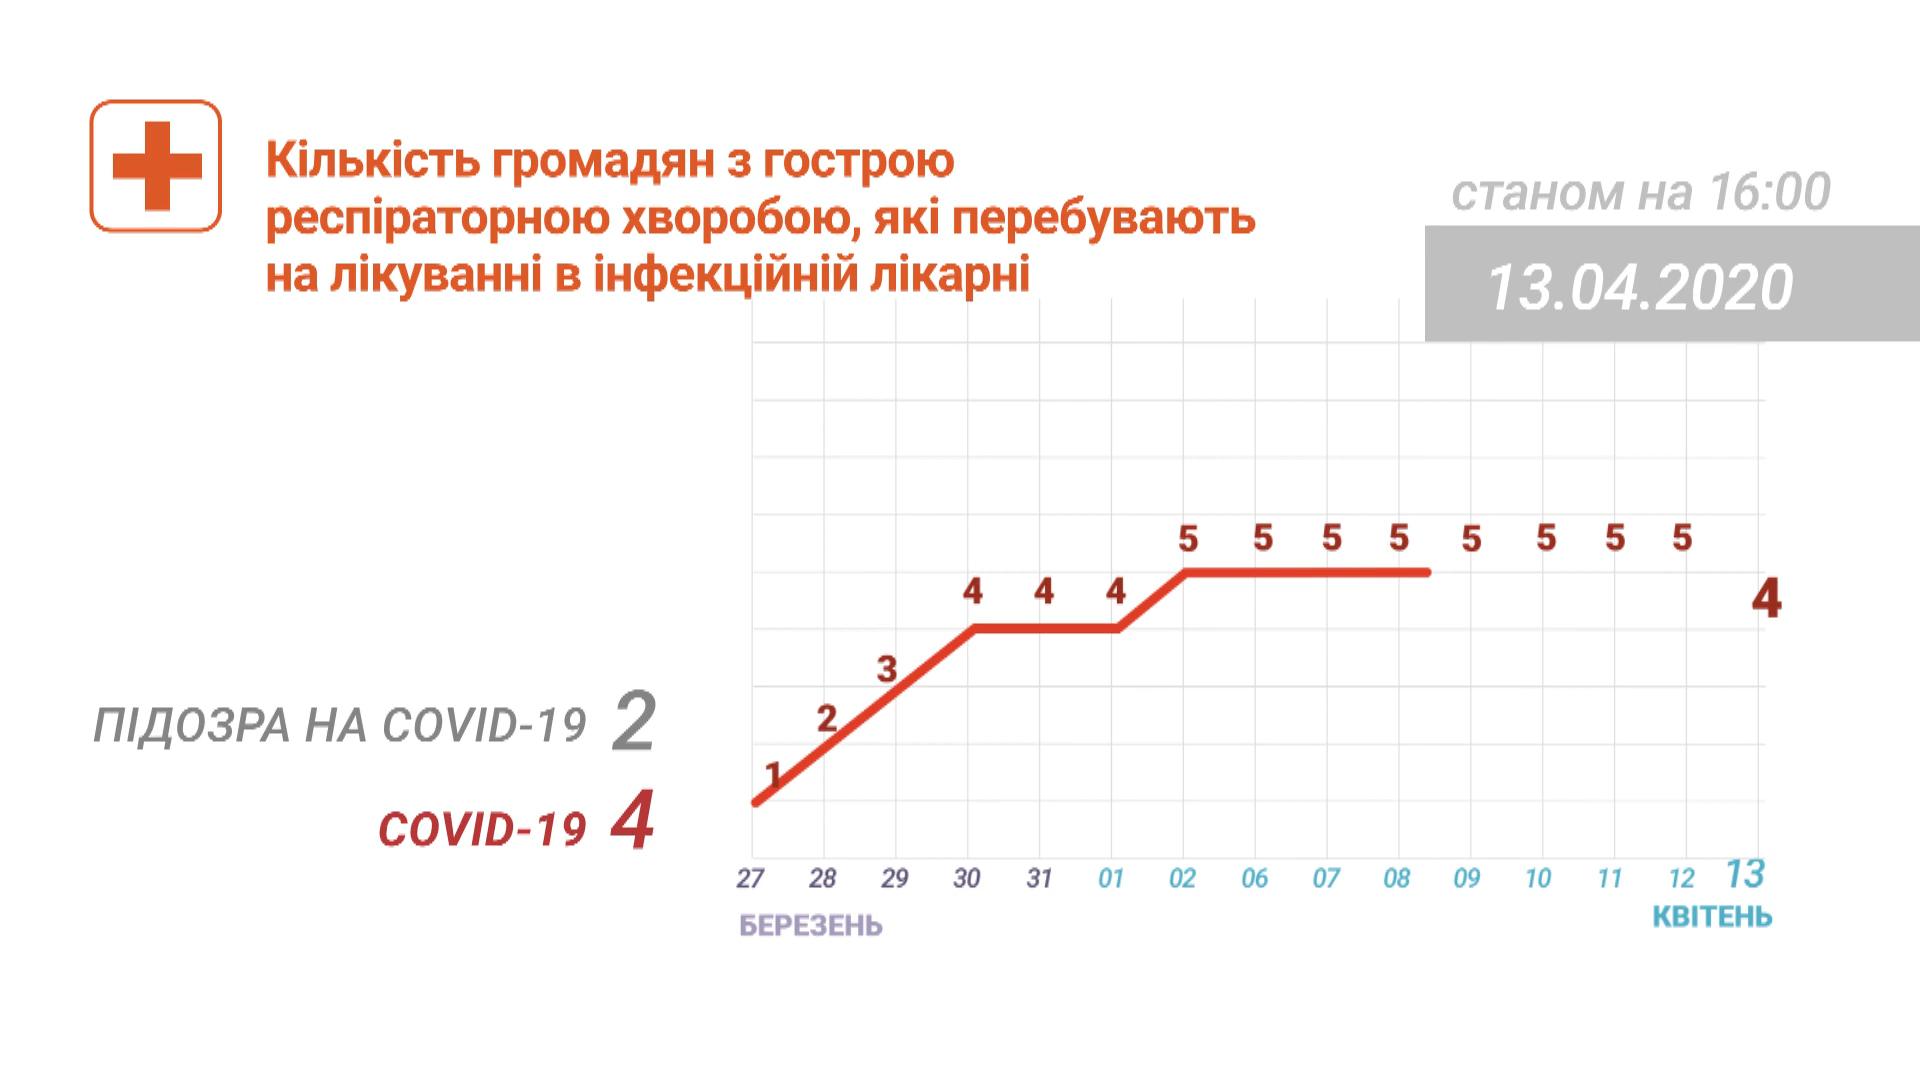 Кількість громадян з гострою
респіраторною хворобою, які перебувають
на лікуванні в інфекційній лікарні
станом на 16:00
13.04.2020
5 5 5 5 5 5 5 5
4 4 4
4
3
2
1
ПІДОЗРА НА COVID-19 2
COVID-19 4
27 28 29 30 31 01 02 06 07 08 09 10 11 12 13
БЕРЕЗЕНЬ
КВІТЕНЬ